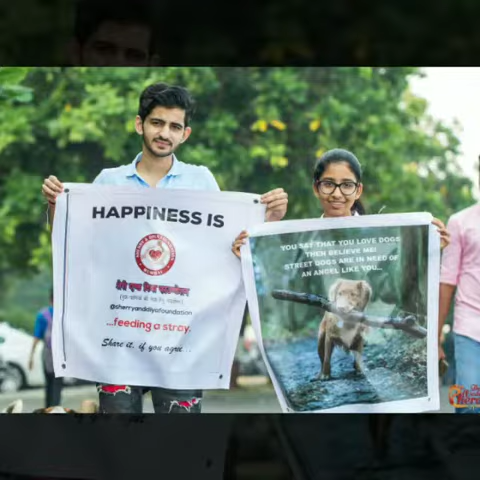 HAPPINESS IS
@sherryanddiyafoundation
...feeding a stray.
Share it, if you agree...
YOU SAY THAT YOU LOVE DOGS
THEN BELIEVE ME!
STREET DOGS ARE IN NEED OF
AN ANGEL LIKE YOU...